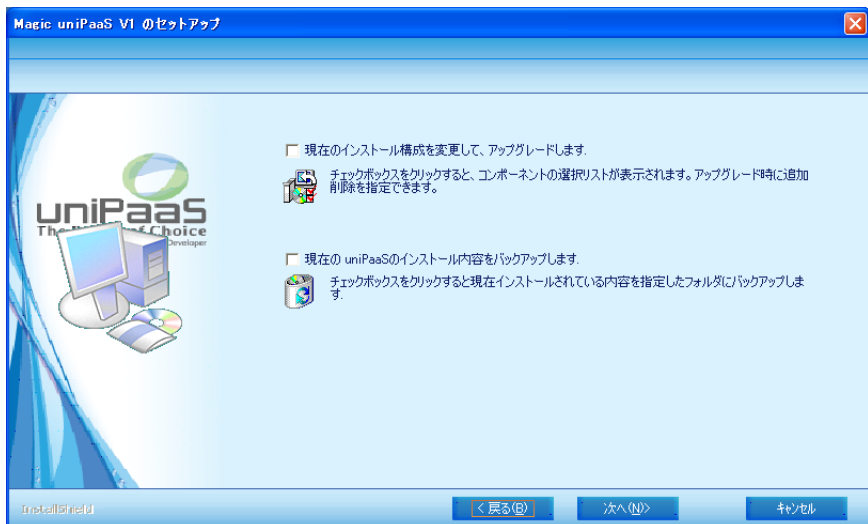 Magic uniPaaS V1 のセットアップ
現在のインストール構成を変更して、アップグレードします.
チェックボックスをクリックすると、コンポーネントの選択リストが表示されます。アップグレード時に追加
削除を指定できます。
uniPaaS
The of Choice
Developer
現在の uniPaaSのインストール内容をバックアップします.
チェックボックスをクリックすると現在インストールされている内容を指定したフォルダにバックアップしま
す.
InstallShield
< 戻る(B)
次へ(N)>
キャンセル